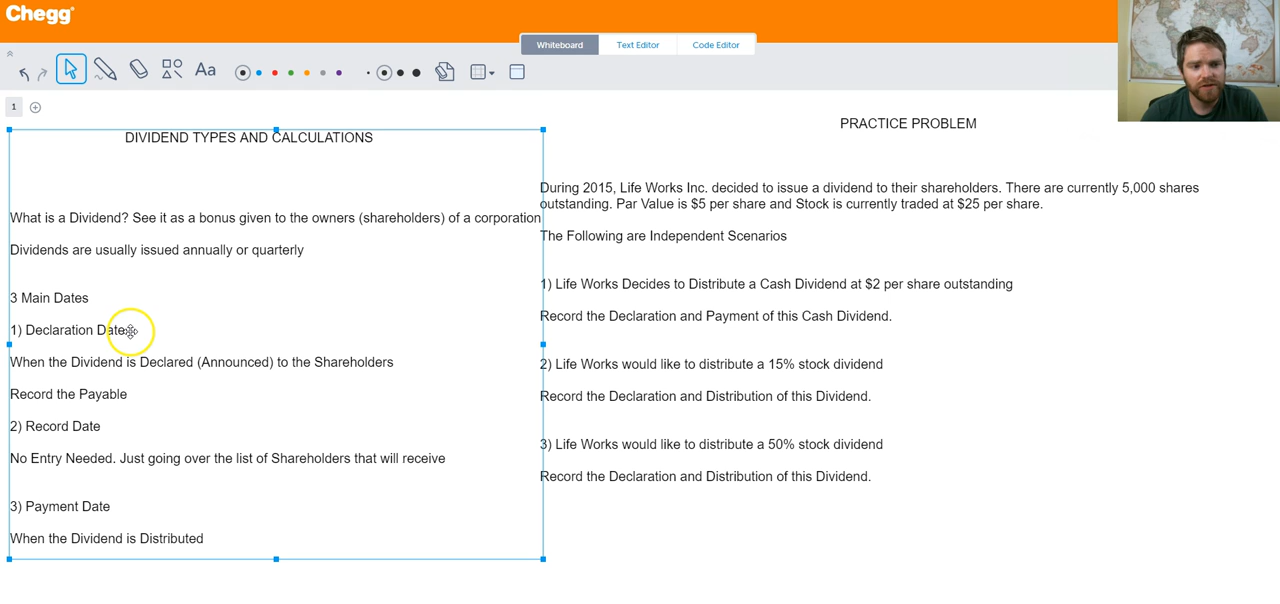 Chegg
Whiteboard
Text Editor
Code Editor
Aa
1
DIVIDEND TYPES AND CALCULATIONS
What is a Dividend? See it as a bonus given to the owners (shareholders) of a corporation
Dividends are usually issued annually or quarterly
3 Main Dates
1) Declaration Date
When the Dividend is Declared (Announced) to the Shareholders
Record the Payable
2) Record Date
No Entry Needed. Just going over the list of Shareholders that will receive
3) Payment Date
When the Dividend is Distributed
PRACTICE PROBLEM
During 2015, Life Works Inc. decided to issue a dividend to their shareholders. There are currently 5,000 shares
outstanding. Par Value is $5 per share and Stock is currently traded at $25 per share.
The Following are Independent Scenarios
1) Life Works Decides to Distribute a Cash Dividend at $2 per share outstanding
Record the Declaration and Payment of this Cash Dividend.
2) Life Works would like to distribute a 15% stock dividend
Record the Declaration and Distribution of this Dividend.
3) Life Works would like to distribute a 50% stock dividend
Record the Declaration and Distribution of this Dividend.